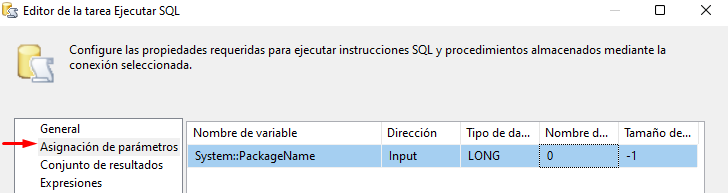 Editor de la tarea Ejecutar SQL
Configure las propiedades requeridas para ejecutar instrucciones SQL y procedimientos almacenados mediante la
conexión seleccionada.
General
Asignación de parámetros
Conjunto de resultados
Expresiones
Nombre de variable Dirección Tipo de da... Nombre d... Tamaño de...
System::PackageName Input LONG 0 -1